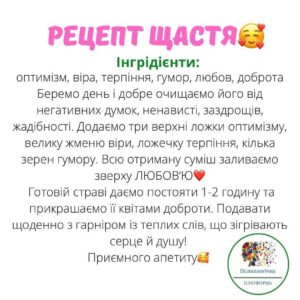 РЕЦЕПТ ЩАСТЯ🥰
Інгрідієнти:
оптимізм, віра, терпіння, гумор, любов, доброта
Беремо день і добре очищаємо його від
негативних думок, ненависті, заздрощів,
жадібності. Додаємо три верхні ложки оптимізму,
велику жменю віри, ложечку терпіння, кілька
зерен гумору. Всю отриману суміш заливаємо
зверху ЛЮБОВ'Ю❤️
Готовій страві даємо постояти 1-2 годину та
прикрашаємо її квітами доброти. Подавати
щоденно з гарніром із теплих слів, що зігрівають
серце й душу!
Приємного апетиту🥰
Психологічна
ПЛАТФОРМА